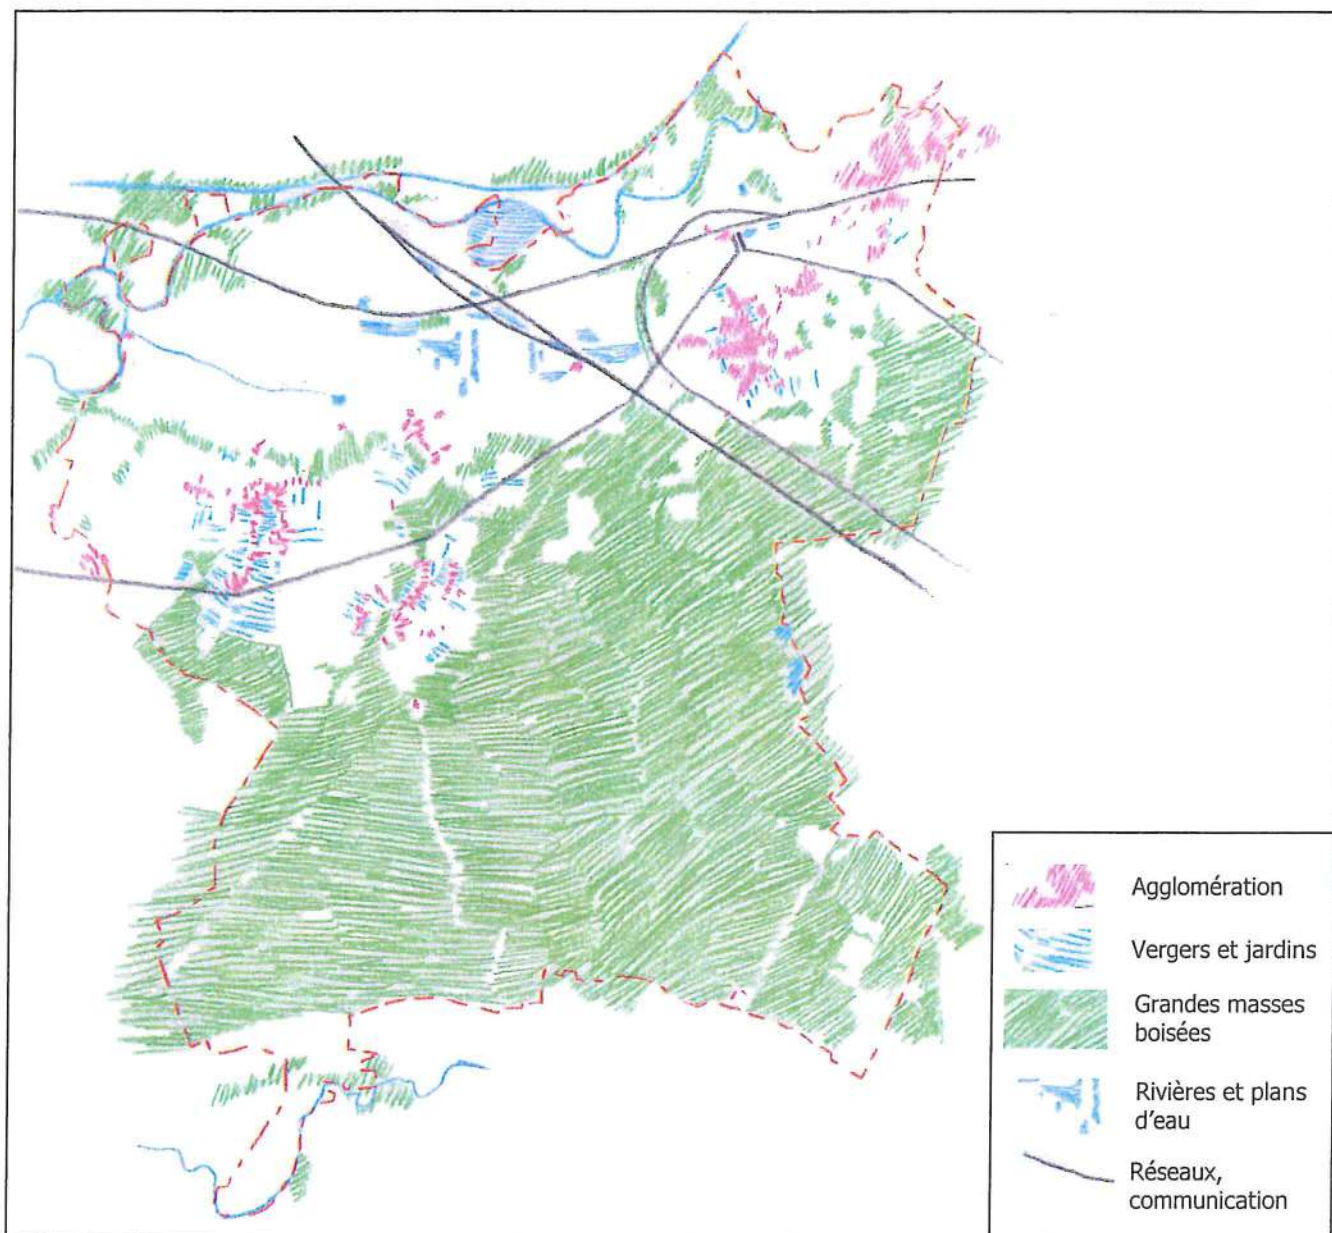 Agglomération
Vergers et jardins
Grandes masses
boisées
Rivières et plans
d'eau
Réseaux,
communication